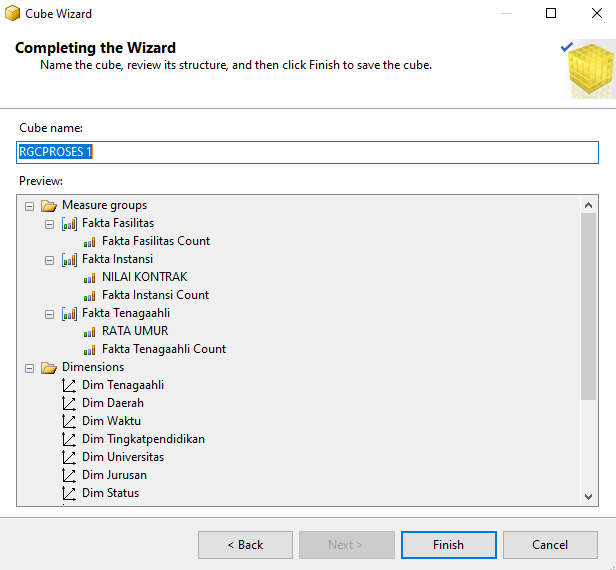 Cube Wizard
Completing the Wizard
Name the cube, review its structure, and then click Finish to save the cube.
Cube name:
RGCPROSES 1
Preview:
Measure groups
Fakta Fasilitas
Fakta Fasilitas Count
Fakta Instansi
NILAI KONTRAK
Fakta Instansi Count
Fakta Tenagaahli
RATA UMUR
Fakta Tenagaahli Count
Dimensions
Dim Tenagaahli
Dim Daerah
Dim Waktu
Dim Tingkatpendidikan
Dim Universitas
Dim Jurusan
Dim Status
< Back
Next >
Finish
Cancel